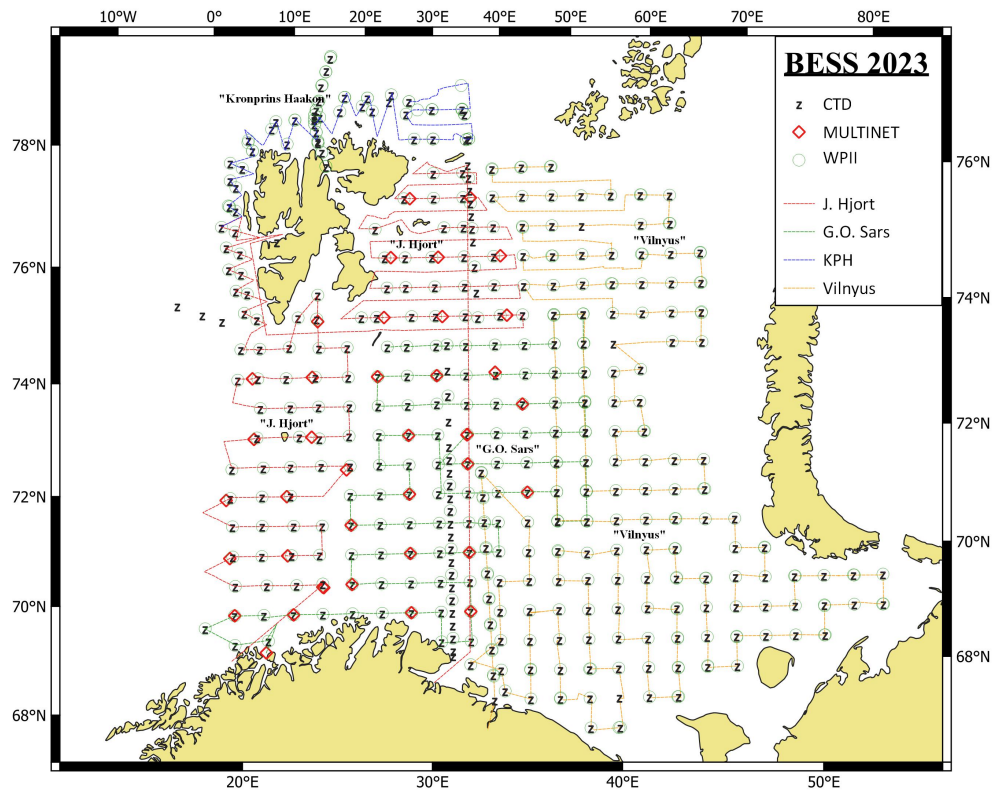 10°W 0° 10°E 20°E 30°E 40°E 50°E 60°E 70°E 80°E
BESS 2023
z CTD
MULTINET
WPII
J. Hjort
G.O. Sars
KPH
Vilnyus
"Kronprins Haakon"
78°N
76°N
"J. Hjort"
"Vilnyus"
76°N
74°N
74°N
72°N
"J. Hjort"
"G.O. Sars"
72°N
"Vilnyus"
70°N
70°N
68°N
68°N
20°E 30°E 40°E 50°E